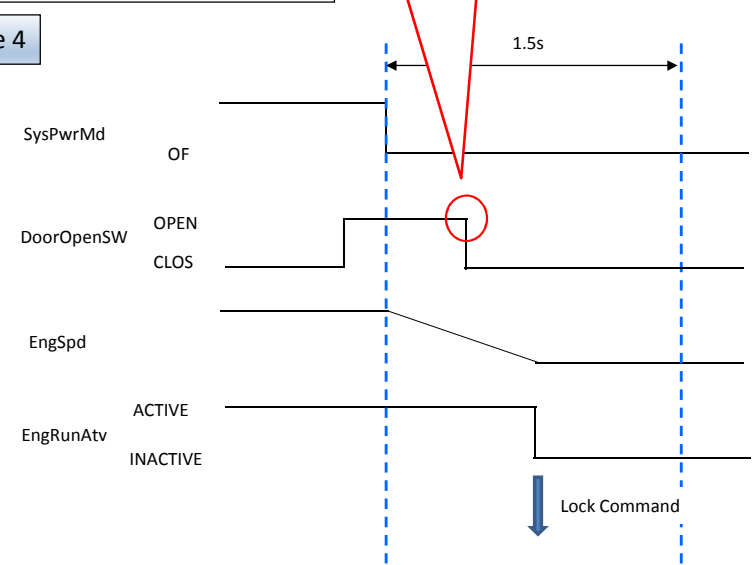 e 4
1.5s
SysPwrMd
OF
DoorOpenSW
OPEN
CLOS
EngSpd
EngRunAtv
ACTIVE
INACTIVE
Lock Command